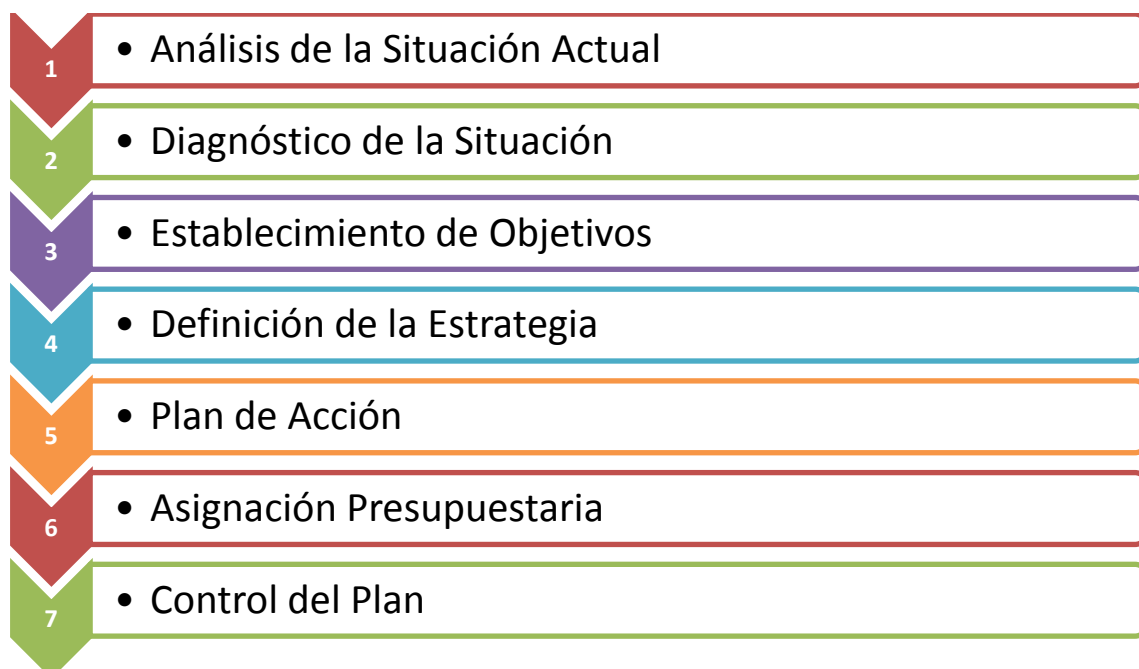 1 • Análisis de la Situación Actual
2 • Diagnóstico de la Situación
3 • Establecimiento de Objetivos
4 • Definición de la Estrategia
5 • Plan de Acción
6 • Asignación Presupuestaria
7 • Control del Plan